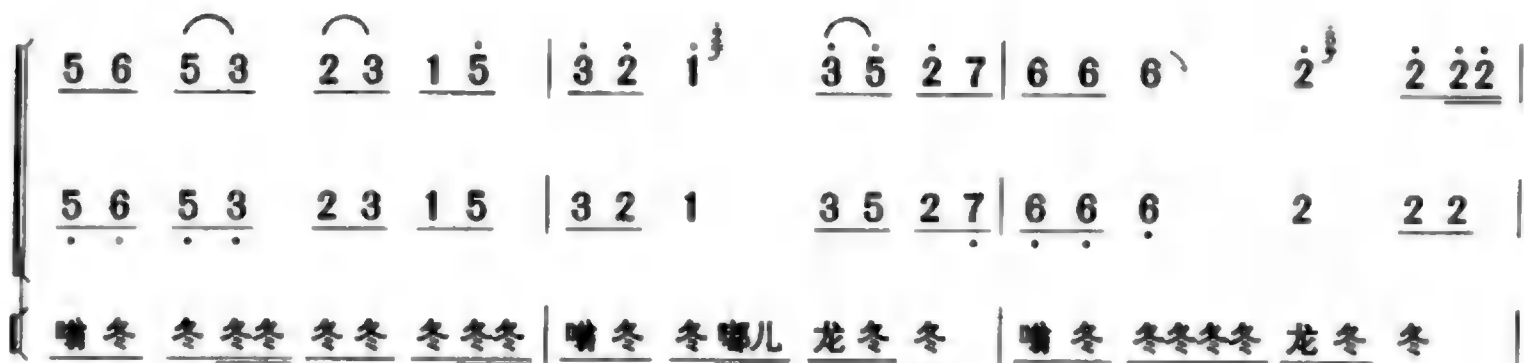 5 6 5 3 2 3 1 5̇ | 3̇ 2̇ 1̇ 3̇ 5̇ 2̇ 7 | 6 6 6 2̇ 2̇ 2̇2̇ |
5̣ 6̣ 5̣ 3̣ 2 3 1 5 | 3 2 1 3 5 2 7̣ | 6̣ 6̣ 6̣ 2 2 2 |
冬 冬 冬冬 冬冬 冬 冬冬 | 冬 冬 嘟儿 龙 冬 冬 | 冬 冬冬冬冬 龙 冬 冬